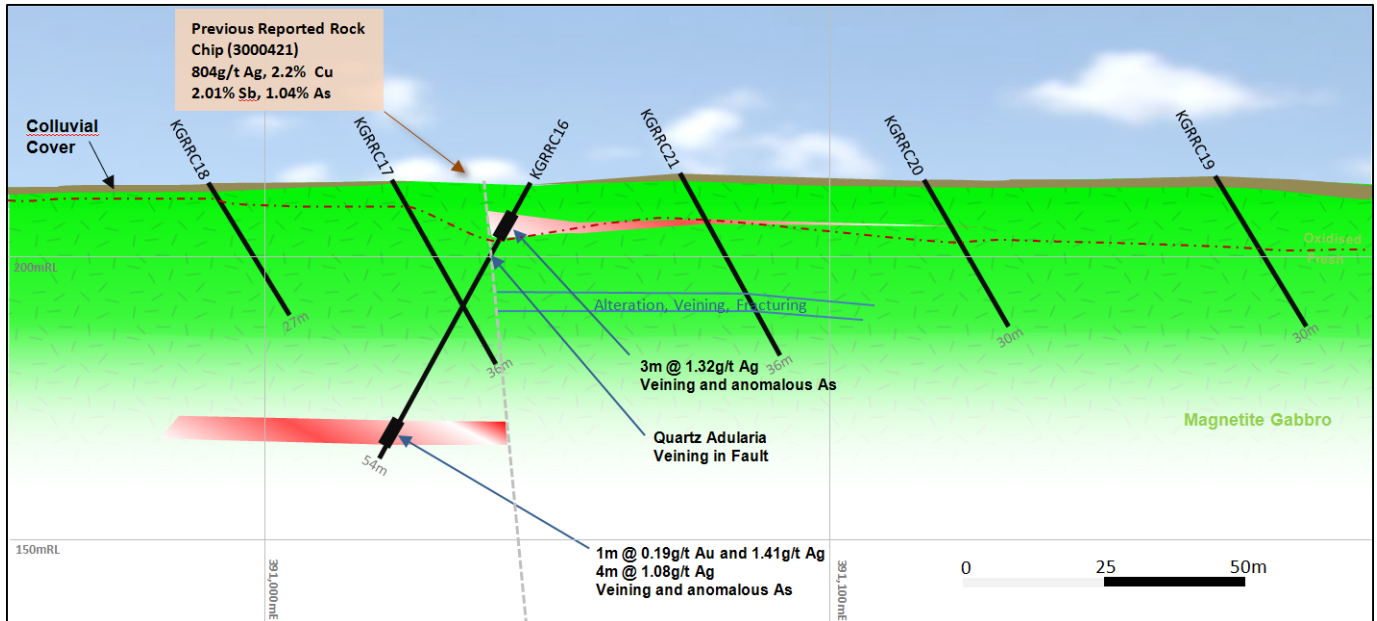 Previous Reported Rock
Chip (3000421)
804g/t Ag, 2.2% Cu
2.01% Sb, 1.04% As
Colluvial
Cover
KGRRC18
KGRRC17
KGRRC16
KGRRC21
KGRRC20
KGRRC19
Oxidised
Fresh
200mRL
Alteration, Veining, Fracturing
27m
36m
36m
30m
30m
3m @ 1.32g/t Ag
Veining and anomalous As
Magnetite Gabbro
Quartz Adularia
Veining in Fault
54m
150mRL
1m @ 0.19g/t Au and 1.41g/t Ag
4m @ 1.08g/t Ag
Veining and anomalous As
391,000mE
391,100mE
0 25 50m